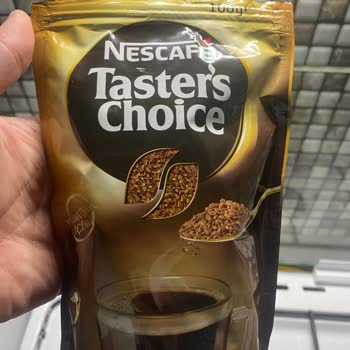 100g
NESCAFÉ
Taster's
Choice